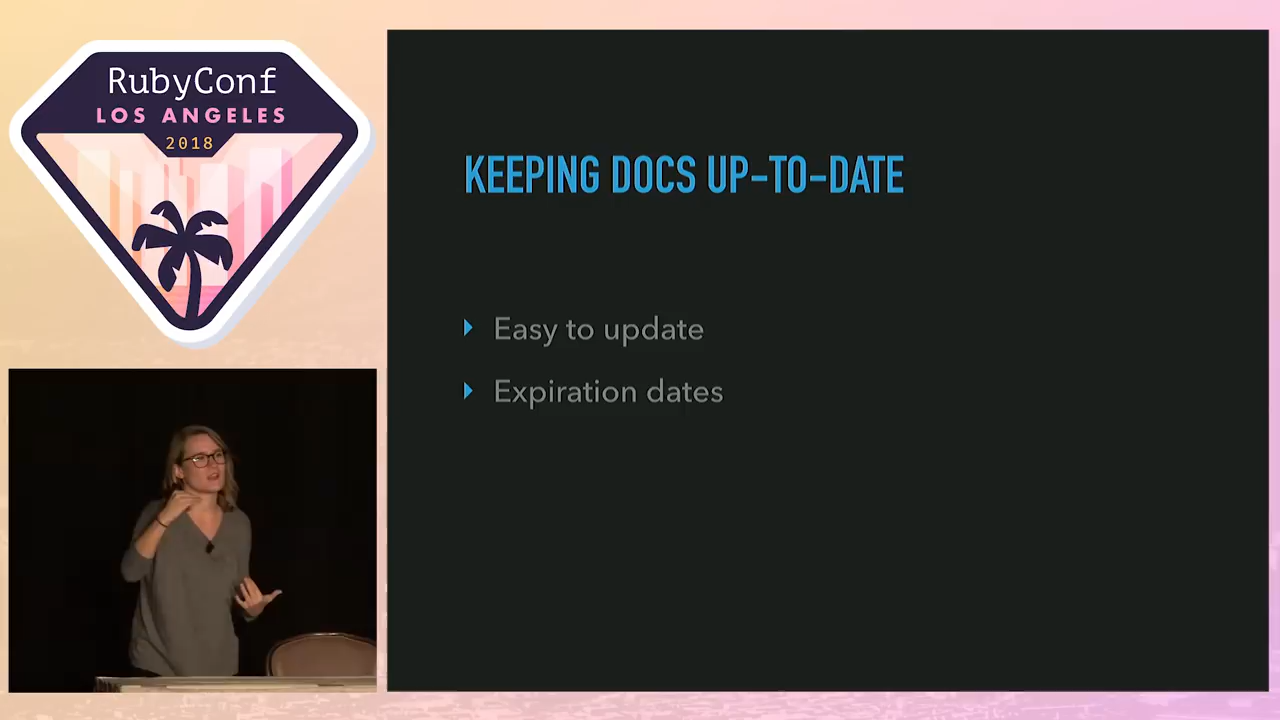 RubyConf
LOS ANGELES
2018
KEEPING DOCS UP-TO-DATE
Easy to update
Expiration dates